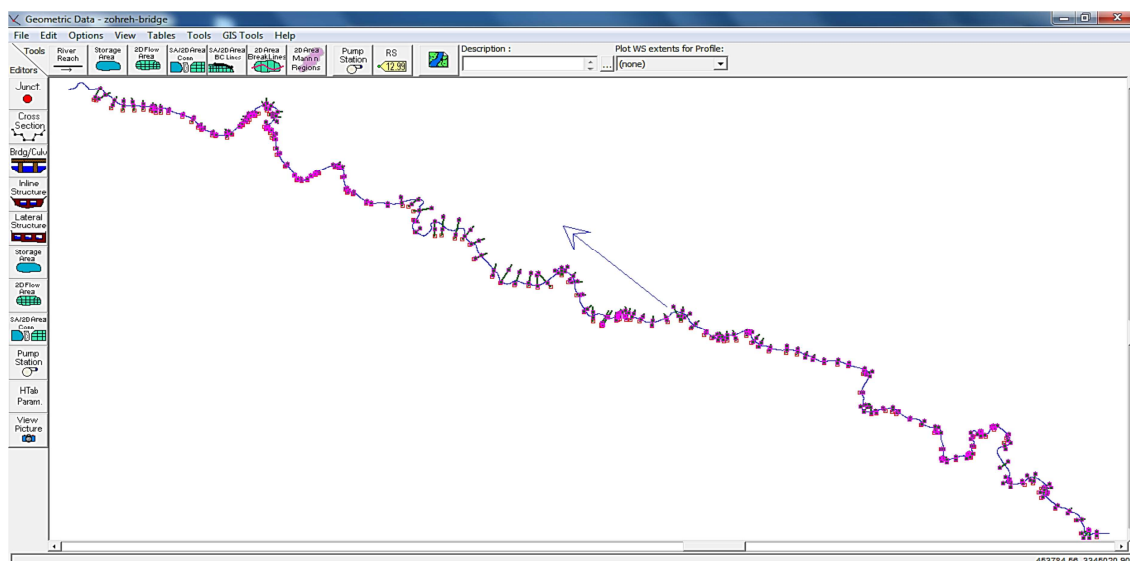 Geometric Data - zohreh-bridge
File Edit Options View Tables Tools GIS Tools Help
Tools
Editors
River
Reach
Storage
Area
2D Flow
Area
SA/2D Area
Conn
SA/2D Area
BC Lines
2D Area
BreakLines
2D Area
Mann n
Regions
Pump
Station
RS
12.99
Description :
...
Plot WS extents for Profile:
(none)
Junct.
Cross
Section
Brdg/Culv
Inline
Structure
Lateral
Structure
Storage
Area
2D Flow
Area
SA/2D Area
Conn
Pump
Station
HTab
Param.
View
Picture